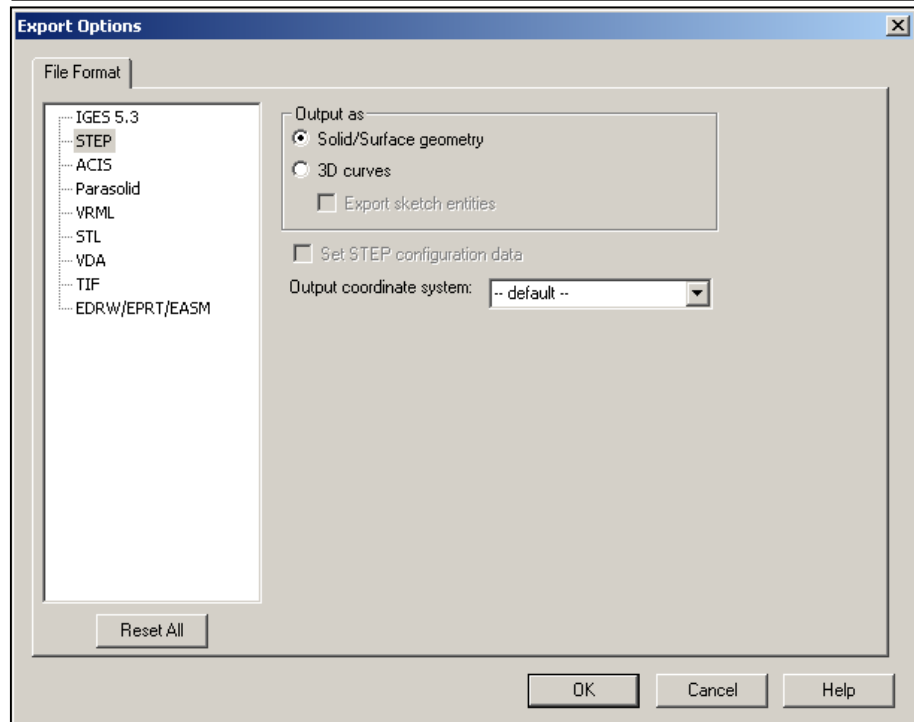 Export Options
File Format
IGES 5.3
STEP
ACIS
Parasolid
VRML
STL
VDA
TIF
EDRW/EPRT/EASM
Reset All
Output as
Solid/Surface geometry
3D curves
Export sketch entities
Set STEP configuration data
Output coordinate system: -- default --
OK Cancel Help